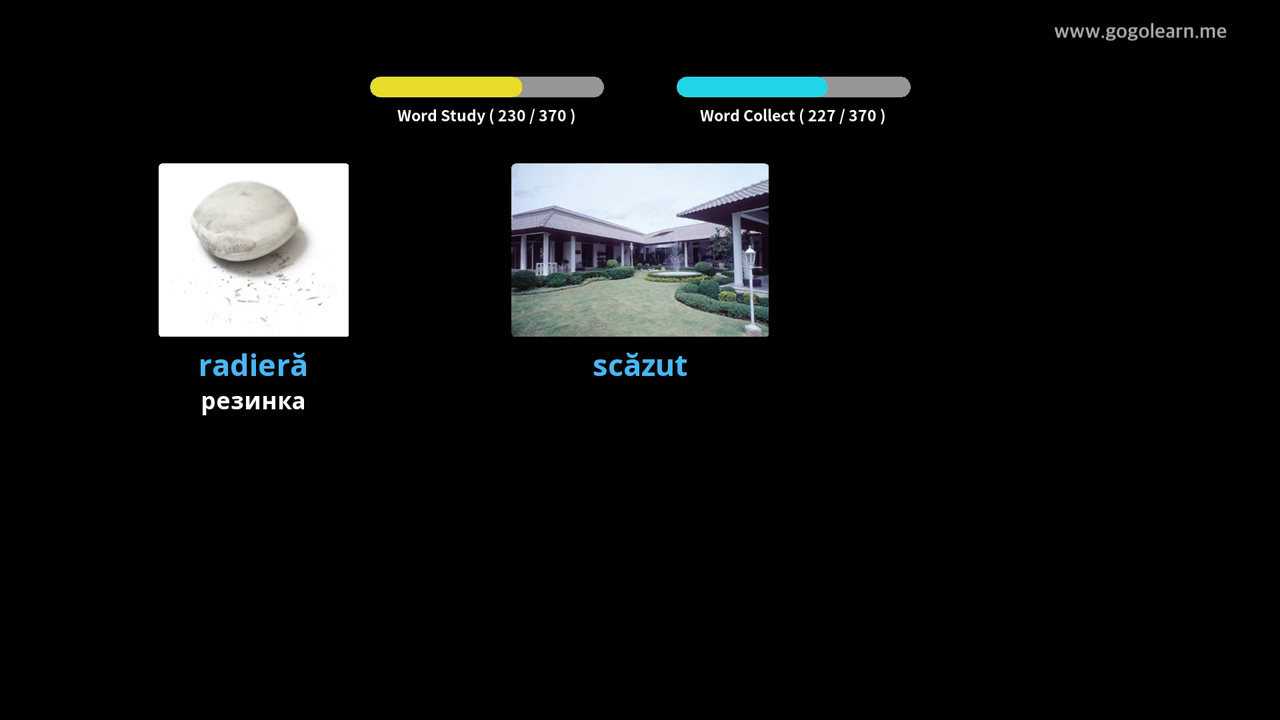 www.gogolearn.me
Word Study ( 230 / 370 )
Word Collect ( 227 / 370 )
radieră
резинка
scăzut